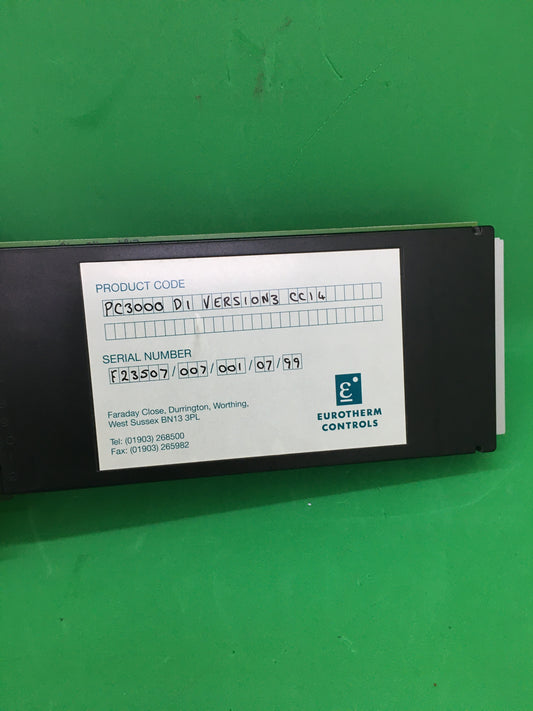 PRODUCT CODE
PC3000 DI VERSION3 CC14
SERIAL NUMBER
F23507/007/001/07/99
Faraday Close, Durrington, Worthing,
West Sussex BN13 3PL
Tel: (01903) 268500
Fax: (01903) 265982
ε
EUROTHERM
CONTROLS